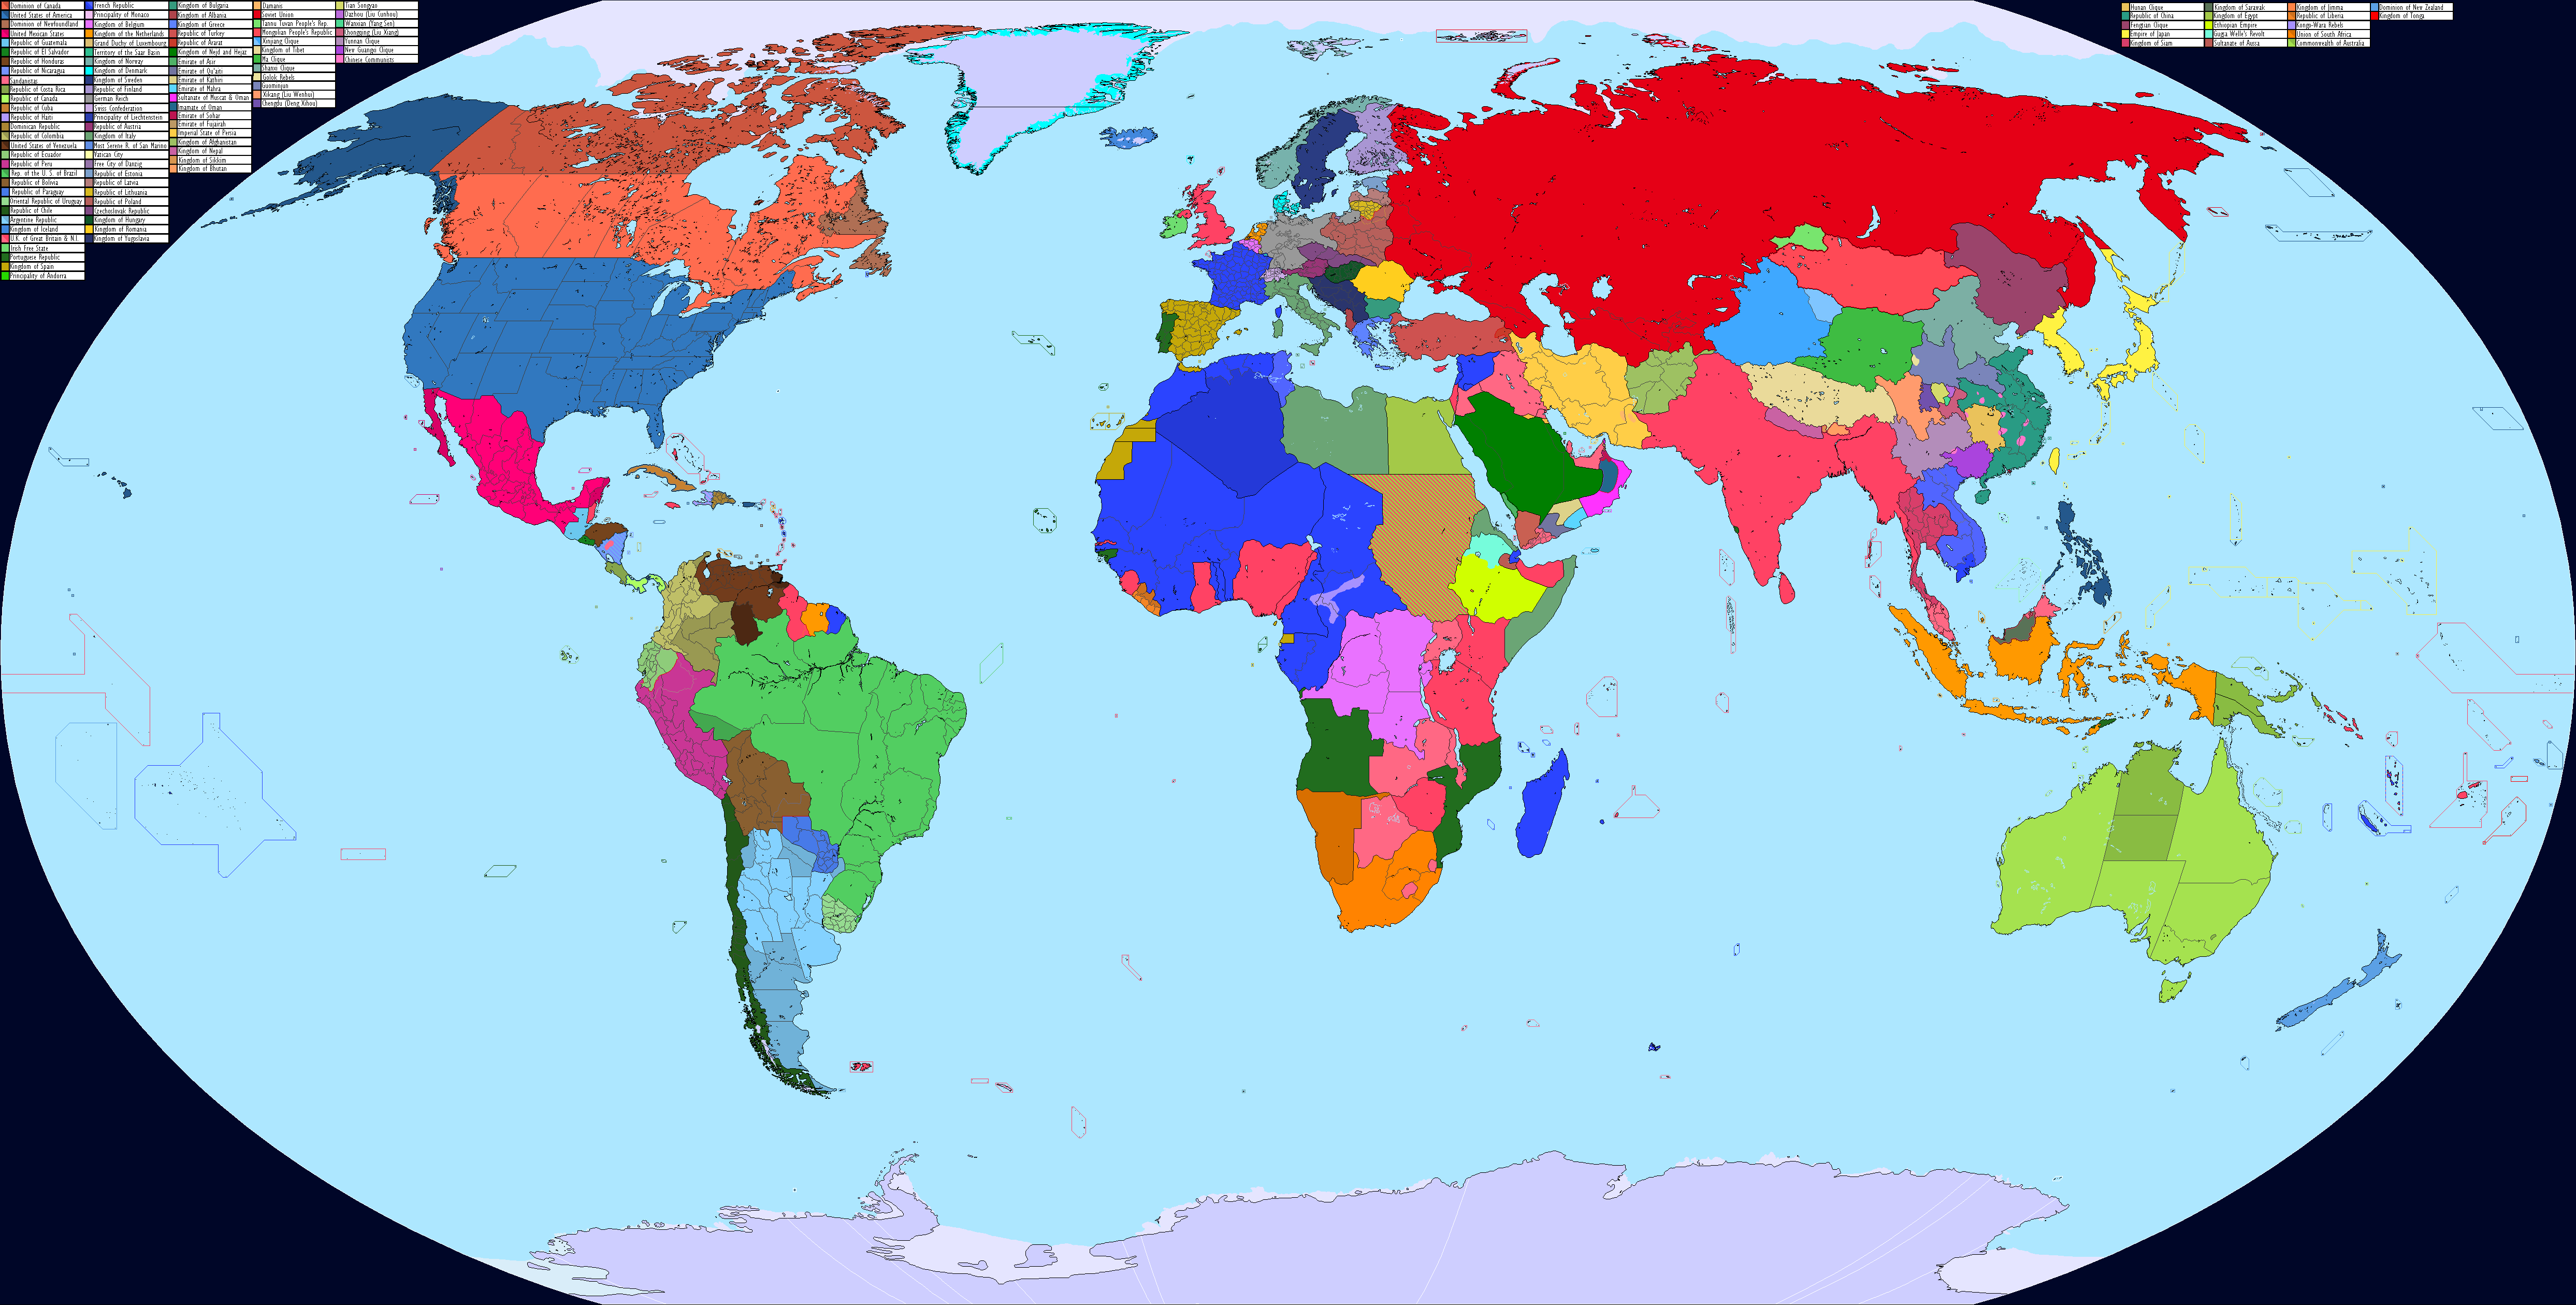 Dominion of Canada
United States of America
Dominion of Newfoundland
United Mexican States
Republic of Guatemala
Republic of El Salvador
Republic of Honduras
Republic of Nicaragua
Sandanistas
Republic of Costa Rica
Republic of Canada
Republic of Cuba
Republic of Haiti
Dominican Republic
Republic of Colombia
United States of Venezuela
Republic of Ecuador
Republic of Peru
Rep. of the U. S. of Brazil
Republic of Bolivia
Republic of Paraguay
Oriental Republic of Uruguay
Republic of Chile
Argentine Republic
Kingdom of Iceland
U.K. of Great Britain & N.I.
Irish Free State
Portuguese Republic
Kingdom of Spain
Principality of Andorra
French Republic
Principality of Monaco
Kingdom of Belgium
Kingdom of the Netherlands
Grand Duchy of Luxembourg
Territory of the Saar Basin
Kingdom of Norway
Kingdom of Denmark
Kingdom of Sweden
Republic of Finland
German Reich
Swiss Confederation
Principality of Liechtenstein
Republic of Austria
Kingdom of Italy
Most Serene R. of San Marino
Vatican City
Free City of Danzig
Republic of Estonia
Republic of Latvia
Republic of Lithuania
Republic of Poland
Czechoslovak Republic
Kingdom of Hungary
Kingdom of Romania
Kingdom of Yugoslavia
Kingdom of Bulgaria
Kingdom of Albania
Kingdom of Greece
Republic of Turkey
Republic of Ararat
Kingdom of Nejd and Hejaz
Emirate of Asir
Emirate of Qu'aiti
Emirate of Kathiri
Emirate of Mahra
Sultanate of Muscat & Oman
Imamate of Oman
Emirate of Sohar
Emirate of Fujairah
Imperial State of Persia
Kingdom of Afghanistan
Kingdom of Nepal
Kingdom of Sikkim
Kingdom of Bhutan
Damanis
Soviet Union
Tannu Tuvan People's Rep.
Mongolian People's Republic
Xinjiang Clique
Kingdom of Tibet
Ma Clique
Shanxi Clique
Golok Rebels
Guominjun
Xikang (Liu Wenhui)
Chengdu (Deng Xihou)
Tian Songyao
Dazhou (Liu Cunhou)
Wanxian (Yang Sen)
Chongqing (Liu Xiang)
Yunnan Clique
New Guangxi Clique
Chinese Communists
Hunan Clique
Republic of China
Fengtian Clique
Empire of Japan
Kingdom of Siam
Kingdom of Sarawak
Kingdom of Egypt
Ethiopian Empire
Gugsa Welle's Revolt
Sultanate of Aussa
Kingdom of Jimma
Republic of Liberia
Kongo-Wara Rebels
Union of South Africa
Commonwealth of Australia
Dominion of New Zealand
Kingdom of Tonga